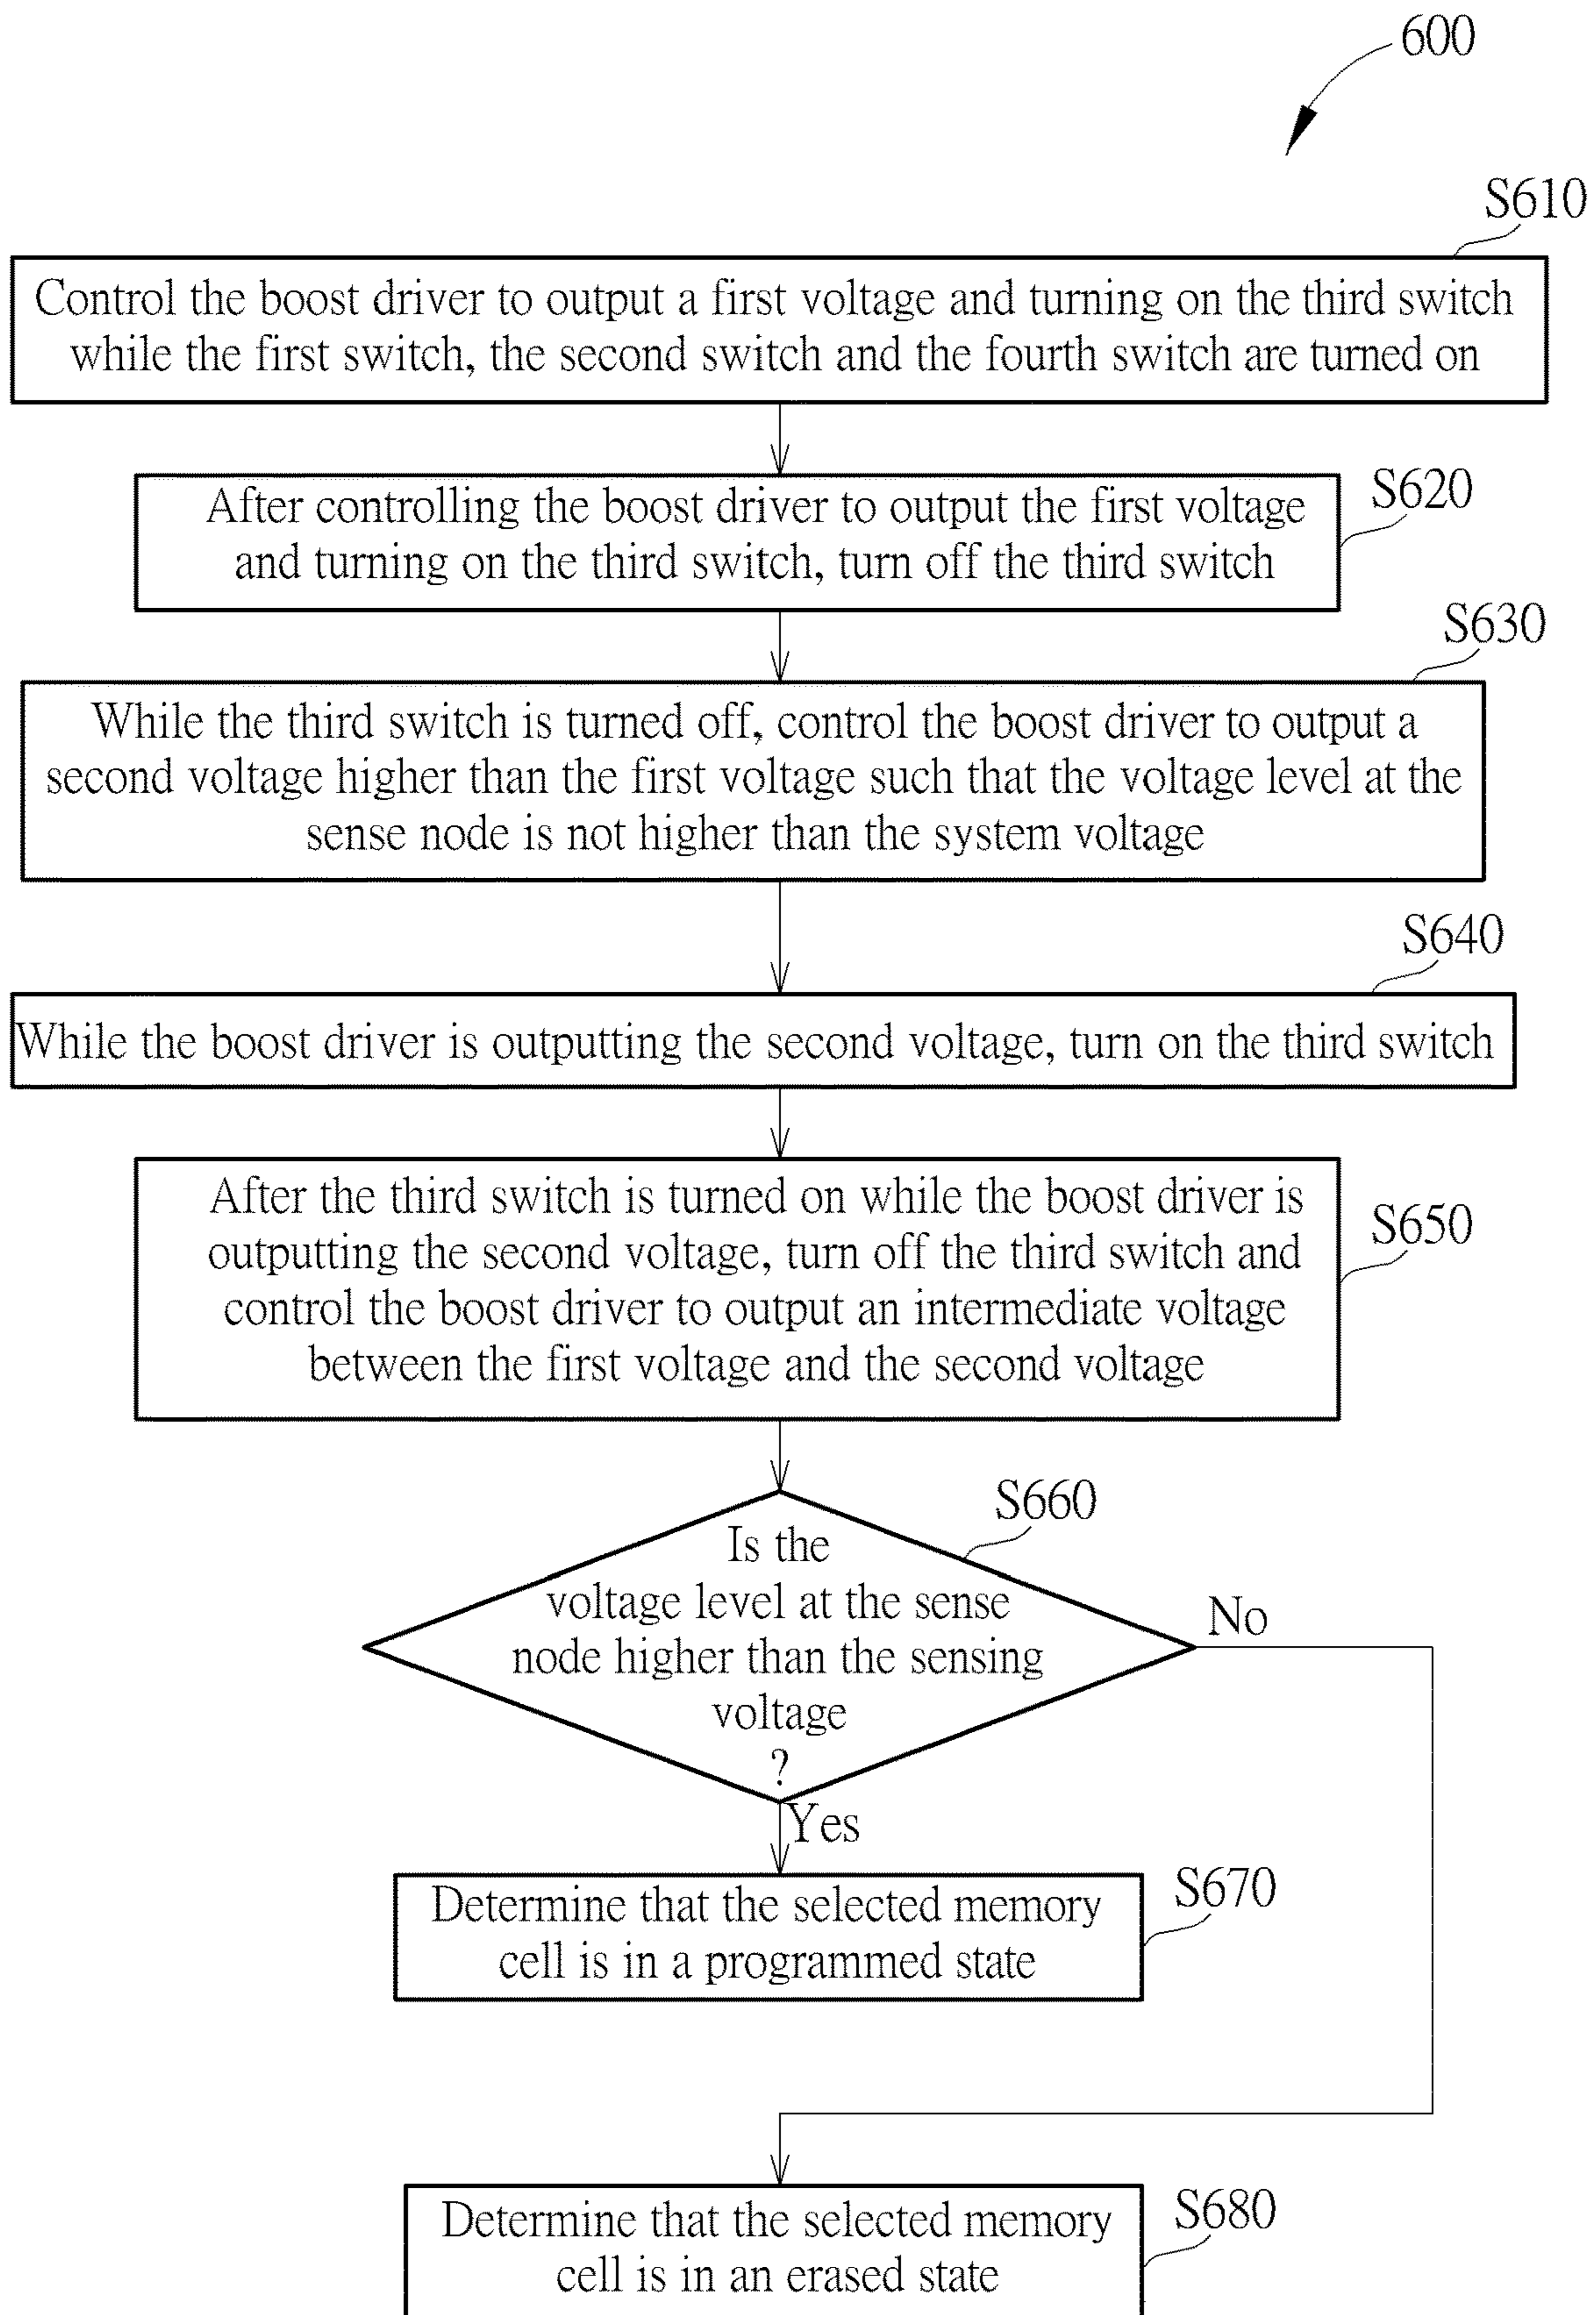 600
S610
Control the boost driver to output a first voltage and turning on the third switch
while the first switch, the second switch and the fourth switch are turned on
S620
After controlling the boost driver to output the first voltage
and turning on the third switch, turn off the third switch
S630
While the third switch is turned off, control the boost driver to output a
second voltage higher than the first voltage such that the voltage level at the
sense node is not higher than the system voltage
S640
While the boost driver is outputting the second voltage, turn on the third switch
S650
After the third switch is turned on while the boost driver is
outputting the second voltage, turn off the third switch and
control the boost driver to output an intermediate voltage
between the first voltage and the second voltage
S660
Is the
voltage level at the sense
node higher than the sensing
voltage
?
No
Yes
S670
Determine that the selected memory
cell is in a programmed state
S680
Determine that the selected memory
cell is in an erased state